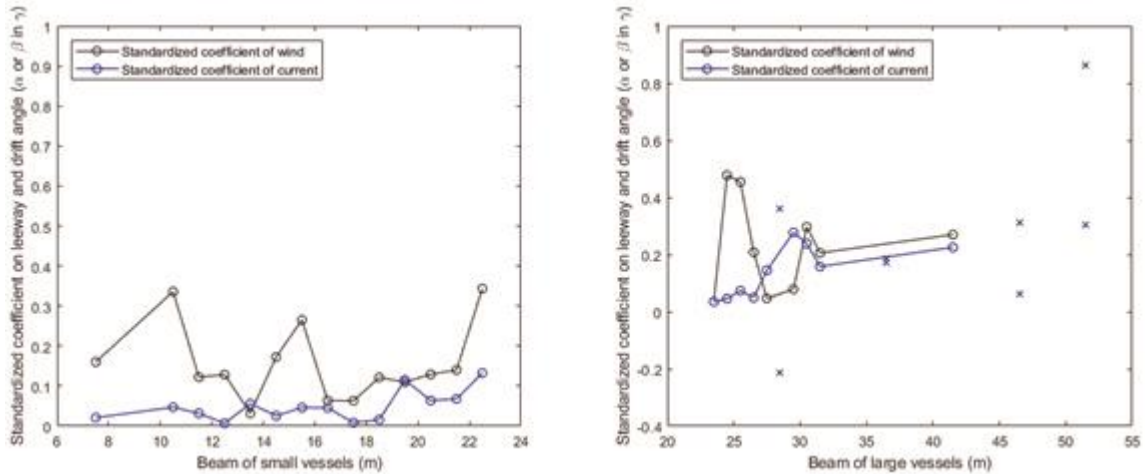 Standardized coefficient on leeway and drift angle (α or β in γ)
1
0.9
0.8
0.7
0.6
0.5
0.4
0.3
0.2
0.1
0
Standardized coefficient of wind
Standardized coefficient of current
6 8 10 12 14 16 18 20 22 24
Beam of small vessels (m)
Standardized coefficient on leeway and drift angle (α or β in γ)
1
0.8
0.6
0.4
0.2
0
-0.2
-0.4
Standardized coefficient of wind
Standardized coefficient of current
20 25 30 35 40 45 50 55
Beam of large vessels (m)